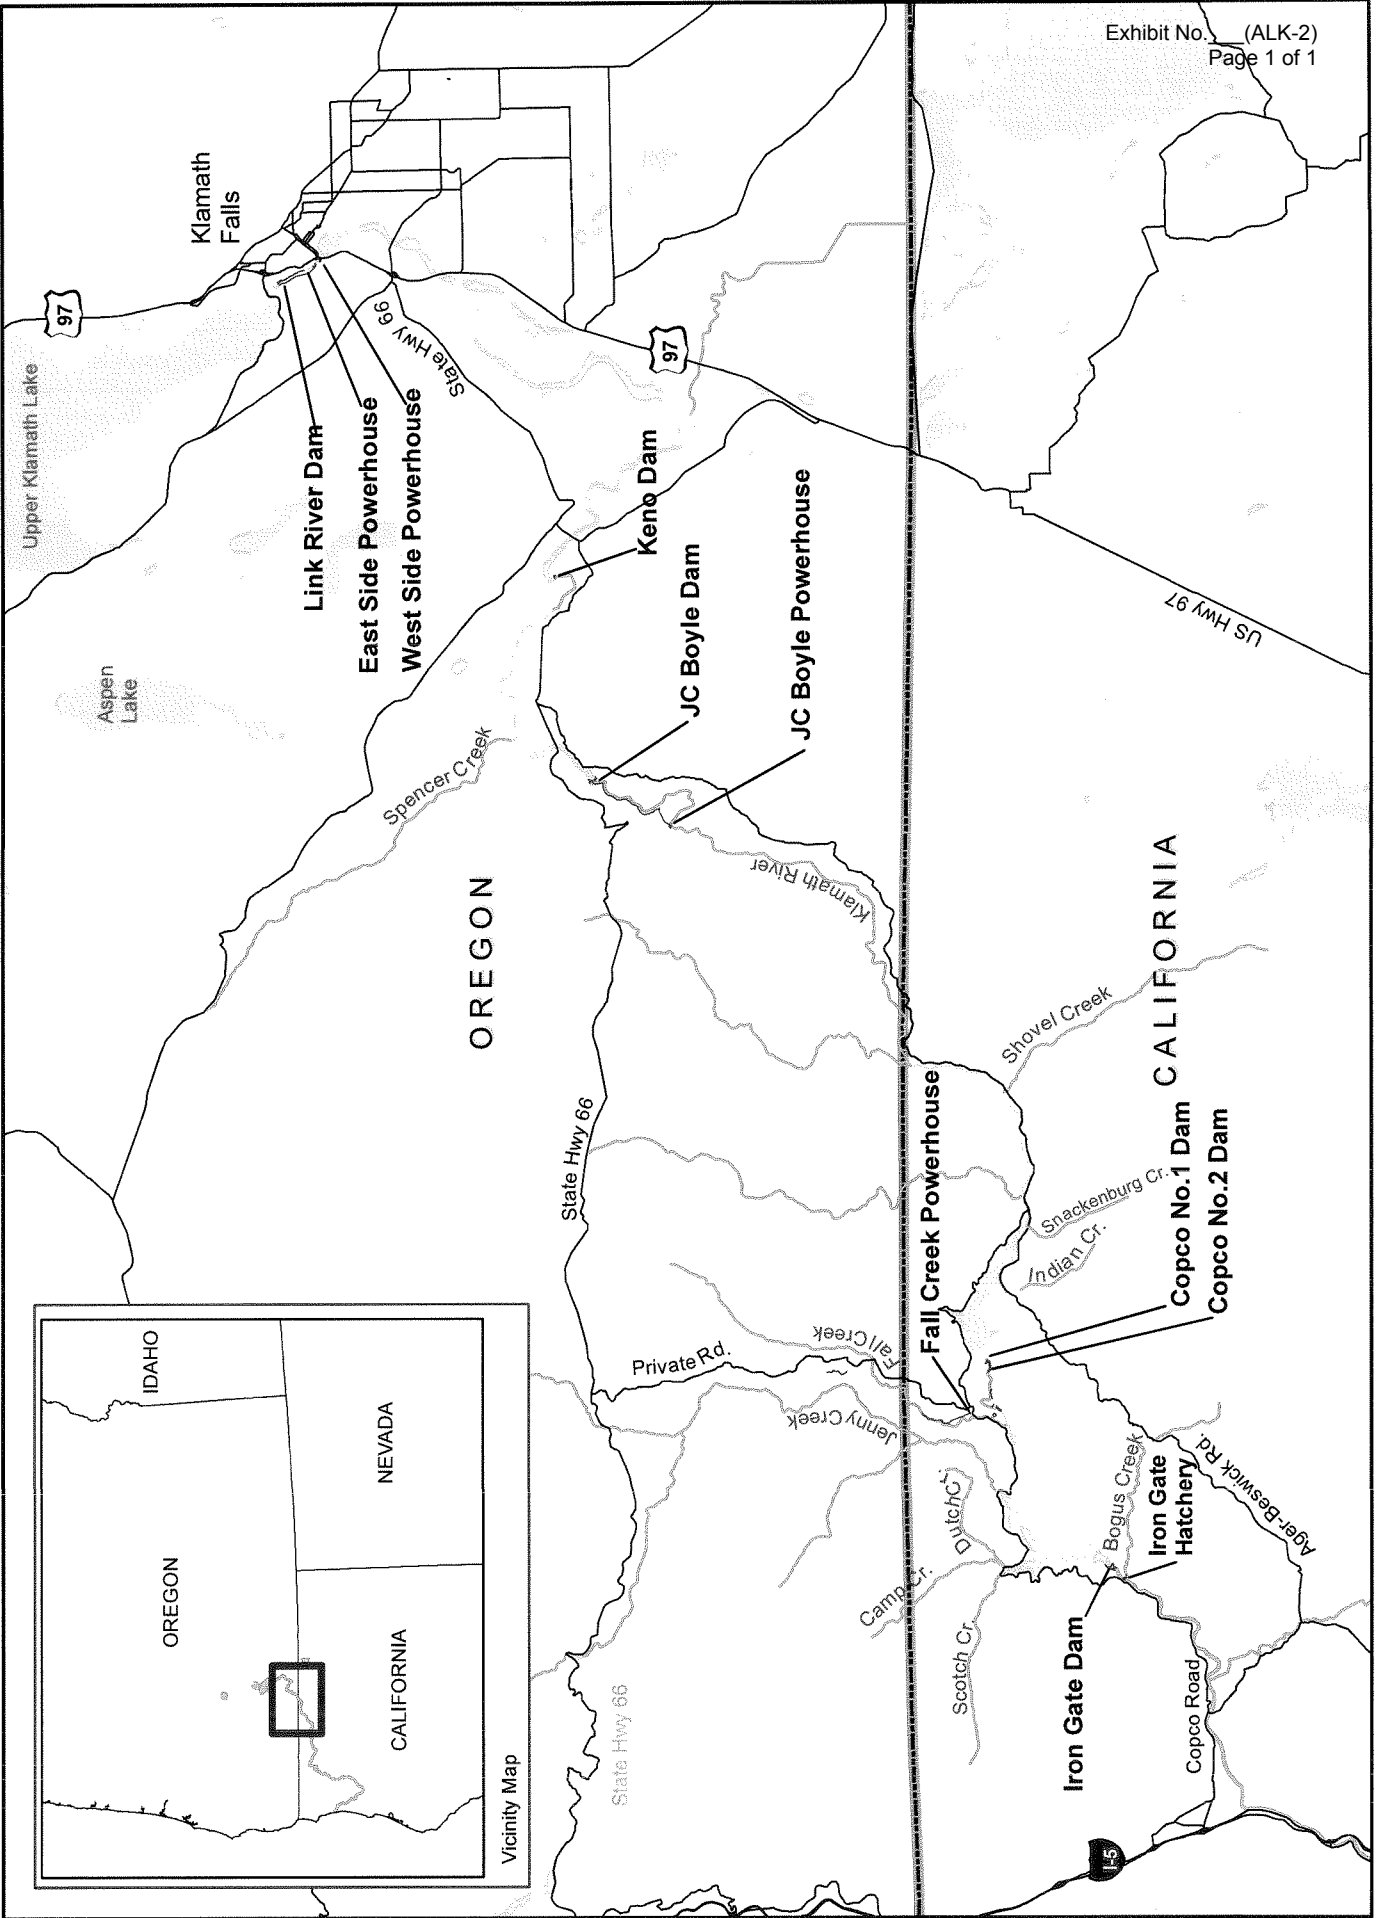 Exhibit No.___(ALK-2)
Page 1 of 1
Vicinity Map
OREGON
IDAHO
CALIFORNIA
NEVADA
Upper Klamath Lake
97
Klamath
Falls
Aspen
Lake
Link River Dam
East Side Powerhouse
West Side Powerhouse
State Hwy 66
Spencer Creek
Keno Dam
97
OREGON
JC Boyle Dam
JC Boyle Powerhouse
State Hwy 66
Klamath River
State Hwy 66
Private Rd.
Fall Creek
Jenny Creek
Fall Creek Powerhouse
Camp Cr.
Dutch Cr.
Scotch Cr.
Shovel Creek
Snackenburg Cr.
Indian Cr.
CALIFORNIA
US Hwy 97
Copco No.1 Dam
Copco No.2 Dam
Iron Gate Dam
Bogus Creek
Iron Gate
Hatchery
Ager-Beswick Rd.
Copco Road
I-5